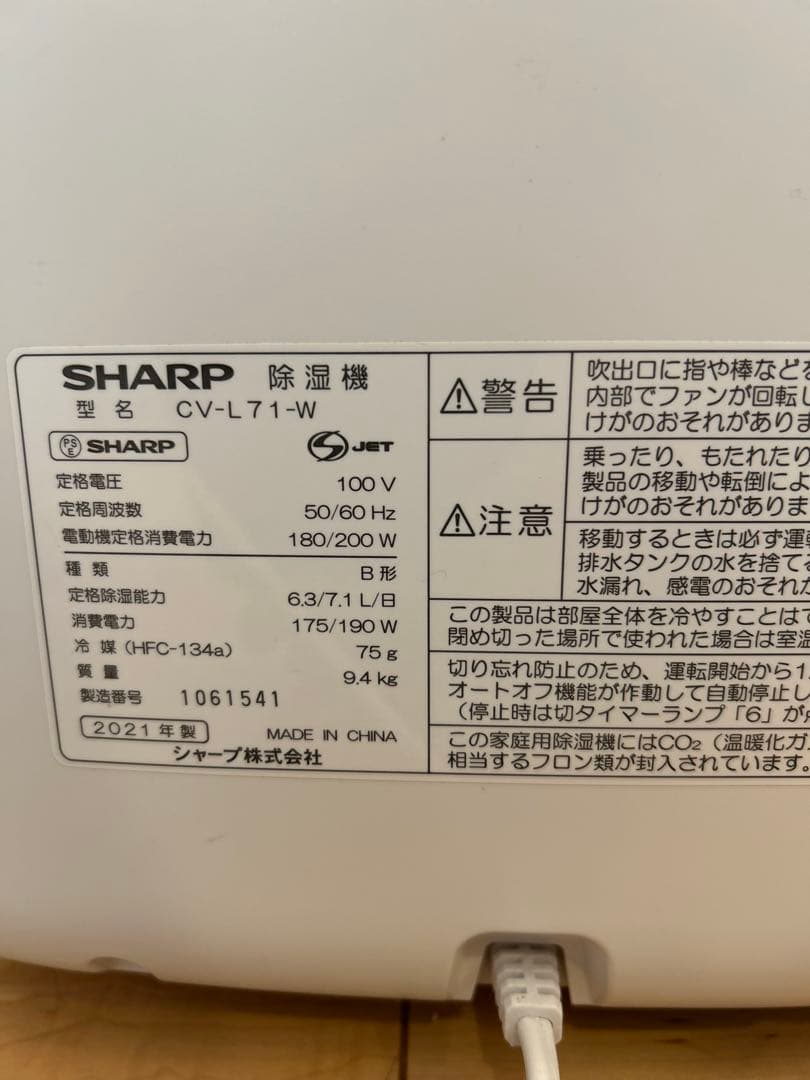 SHARP 除湿機
型名 CV-L71-W
PSE SHARP
S JET
定格電圧 100 V
定格周波数 50/60 Hz
電動機定格消費電力 180/200 W
種類 B形
定格除湿能力 6.3/7.1 L/日
消費電力 175/190 W
冷媒(HFC-134a) 75 g
質量 9.4 kg
製造番号 1061541
2021年製 MADE IN CHINA
シャープ株式会社
⚠警告
吹出口に指や棒などを
内部でファンが回転し
けがのおそれがありま
⚠注意
乗ったり、もたれたり
製品の移動や転倒によ
けがのおそれがありま
移動するときは必ず運転
排水タンクの水を捨て
水漏れ、感電のおそれが
この製品は部屋全体を冷やすことはで
閉め切った場所で使われた場合は室温
切り忘れ防止のため、運転開始から1
オートオフ機能が作動して自動停止し
（停止時は切タイマーランプ「6」が点
この家庭用除湿機にはCO₂（温暖化ガ
相当するフロン類が封入されています。